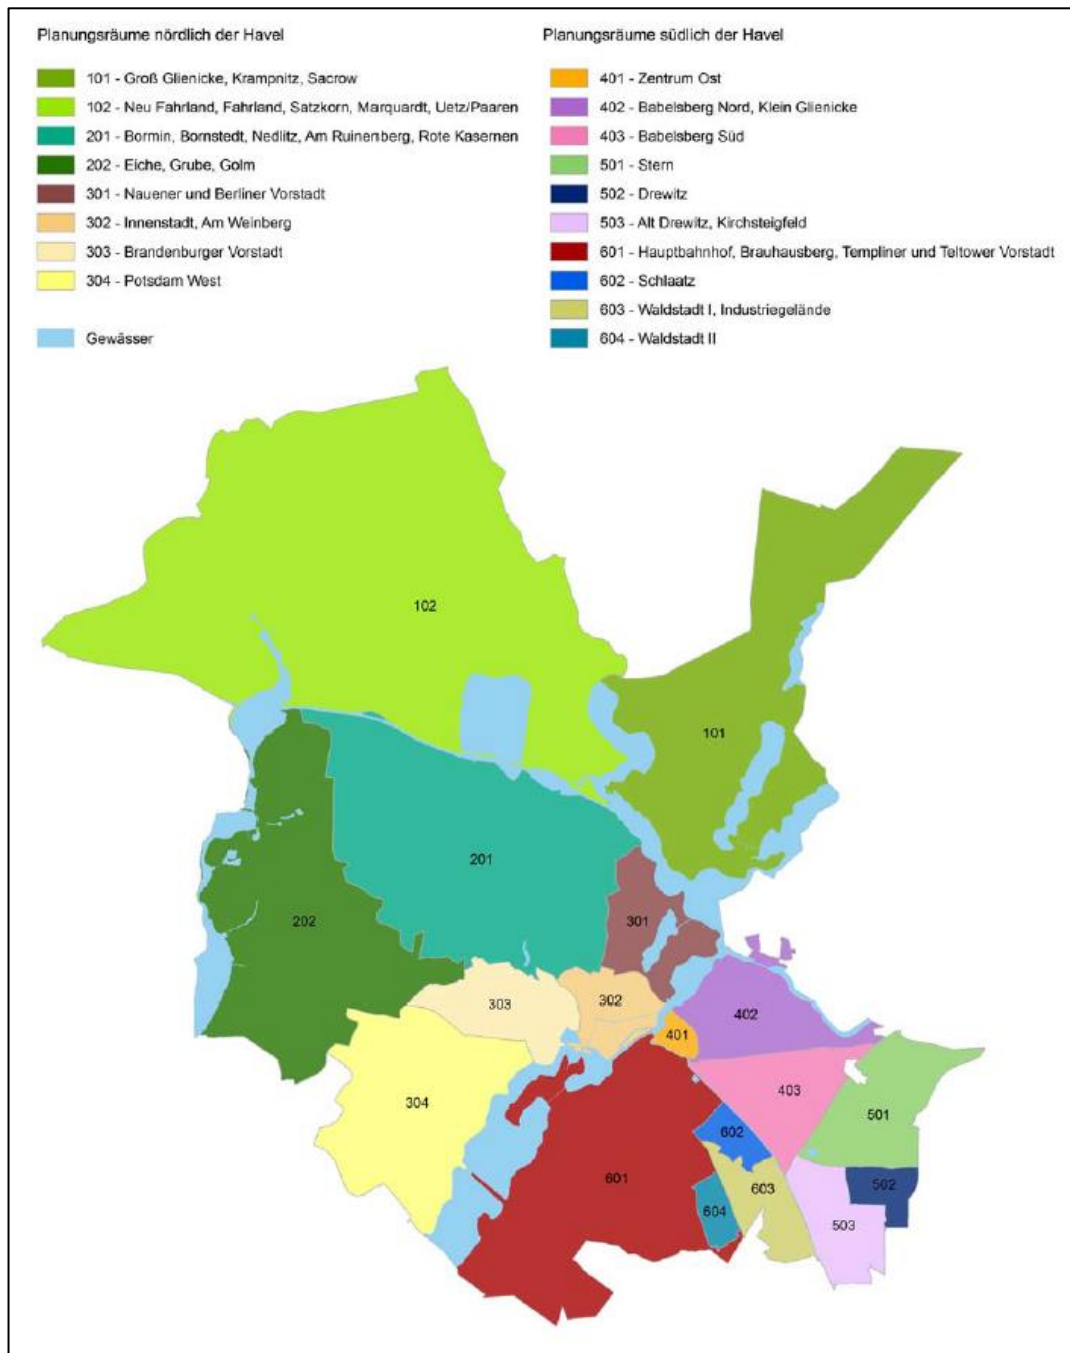 Planungsräume nördlich der Havel
101 - Groß Glienicke, Krampnitz, Sacrow
102 - Neu Fahrland, Fahrland, Satzkorn, Marquardt, Uetz/Paaren
201 - Bornim, Bornstedt, Nedlitz, Am Ruinenberg, Rote Kasernen
202 - Eiche, Grube, Golm
301 - Nauener und Berliner Vorstadt
302 - Innenstadt, Am Weinberg
303 - Brandenburger Vorstadt
304 - Potsdam West
Gewässer
Planungsräume südlich der Havel
401 - Zentrum Ost
402 - Babelsberg Nord, Klein Glienicke
403 - Babelsberg Süd
501 - Stern
502 - Drewitz
503 - Alt Drewitz, Kirchsteigfeld
601 - Hauptbahnhof, Brauhausberg, Templiner und Teltower Vorstadt
602 - Schlaatz
603 - Waldstadt I, Industriegelände
604 - Waldstadt II
102
101
201
202
301
303
302
401
402
304
403
501
602
601
603
502
604
503